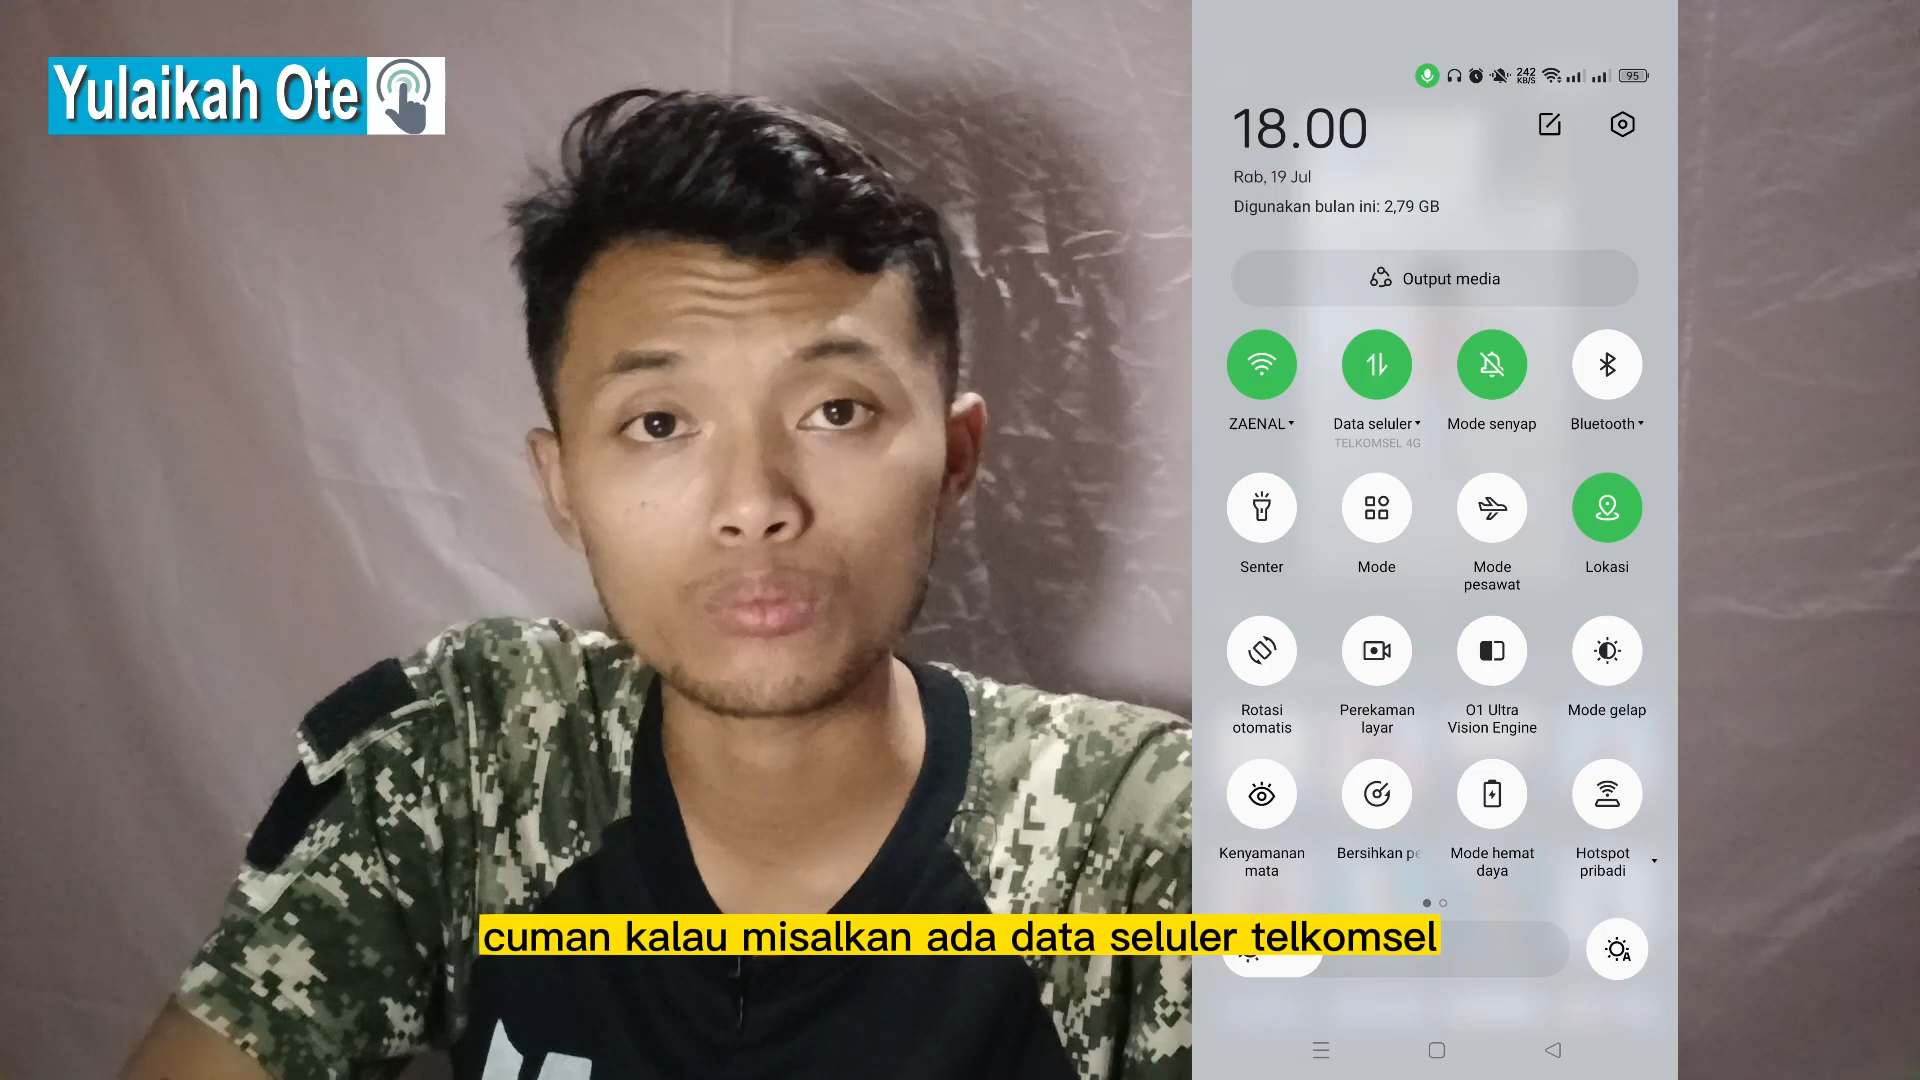 Yulaikah Ote
242
KB/S
95
18.00
Rab, 19 Jul
Digunakan bulan ini: 2,79 GB
Output media
ZAENAL
Data seluler
TELKOMSEL 4G
Mode senyap
Bluetooth
Senter
Mode
Mode
pesawat
Lokasi
Rotasi
otomatis
Perekaman
layar
O1 Ultra
Vision Engine
Mode gelap
Kenyamanan
mata
Bersihkan
Mode hemat
daya
Hotspot
pribadi
A
cuman kalau misalkan ada data seluler telkomsel